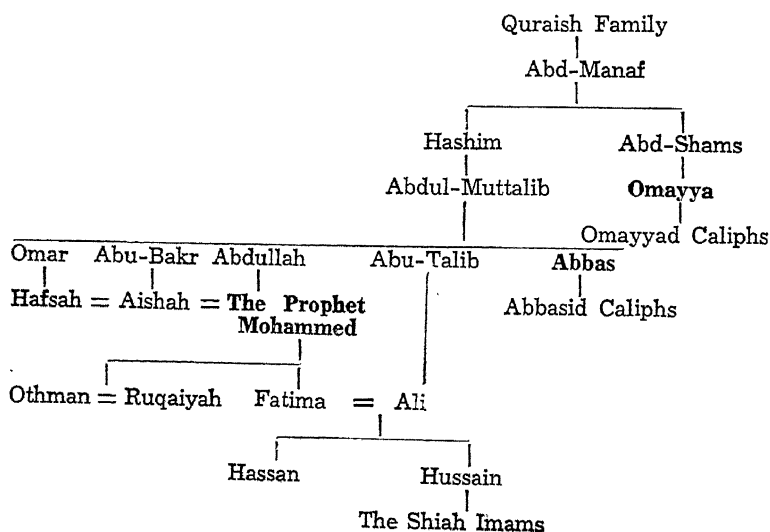 Quraish Family
Abd-Manaf
Hashim Abd-Shams
Abdul-Muttalib Omayya
Omayyad Caliphs
Omar Abu-Bakr Abdullah Abu-Talib Abbas
Hafsah = Aishah = The Prophet Mohammed Abbasid Caliphs
Othman = Ruqaiyah Fatima = Ali
Hassan Hussain
The Shiah Imams